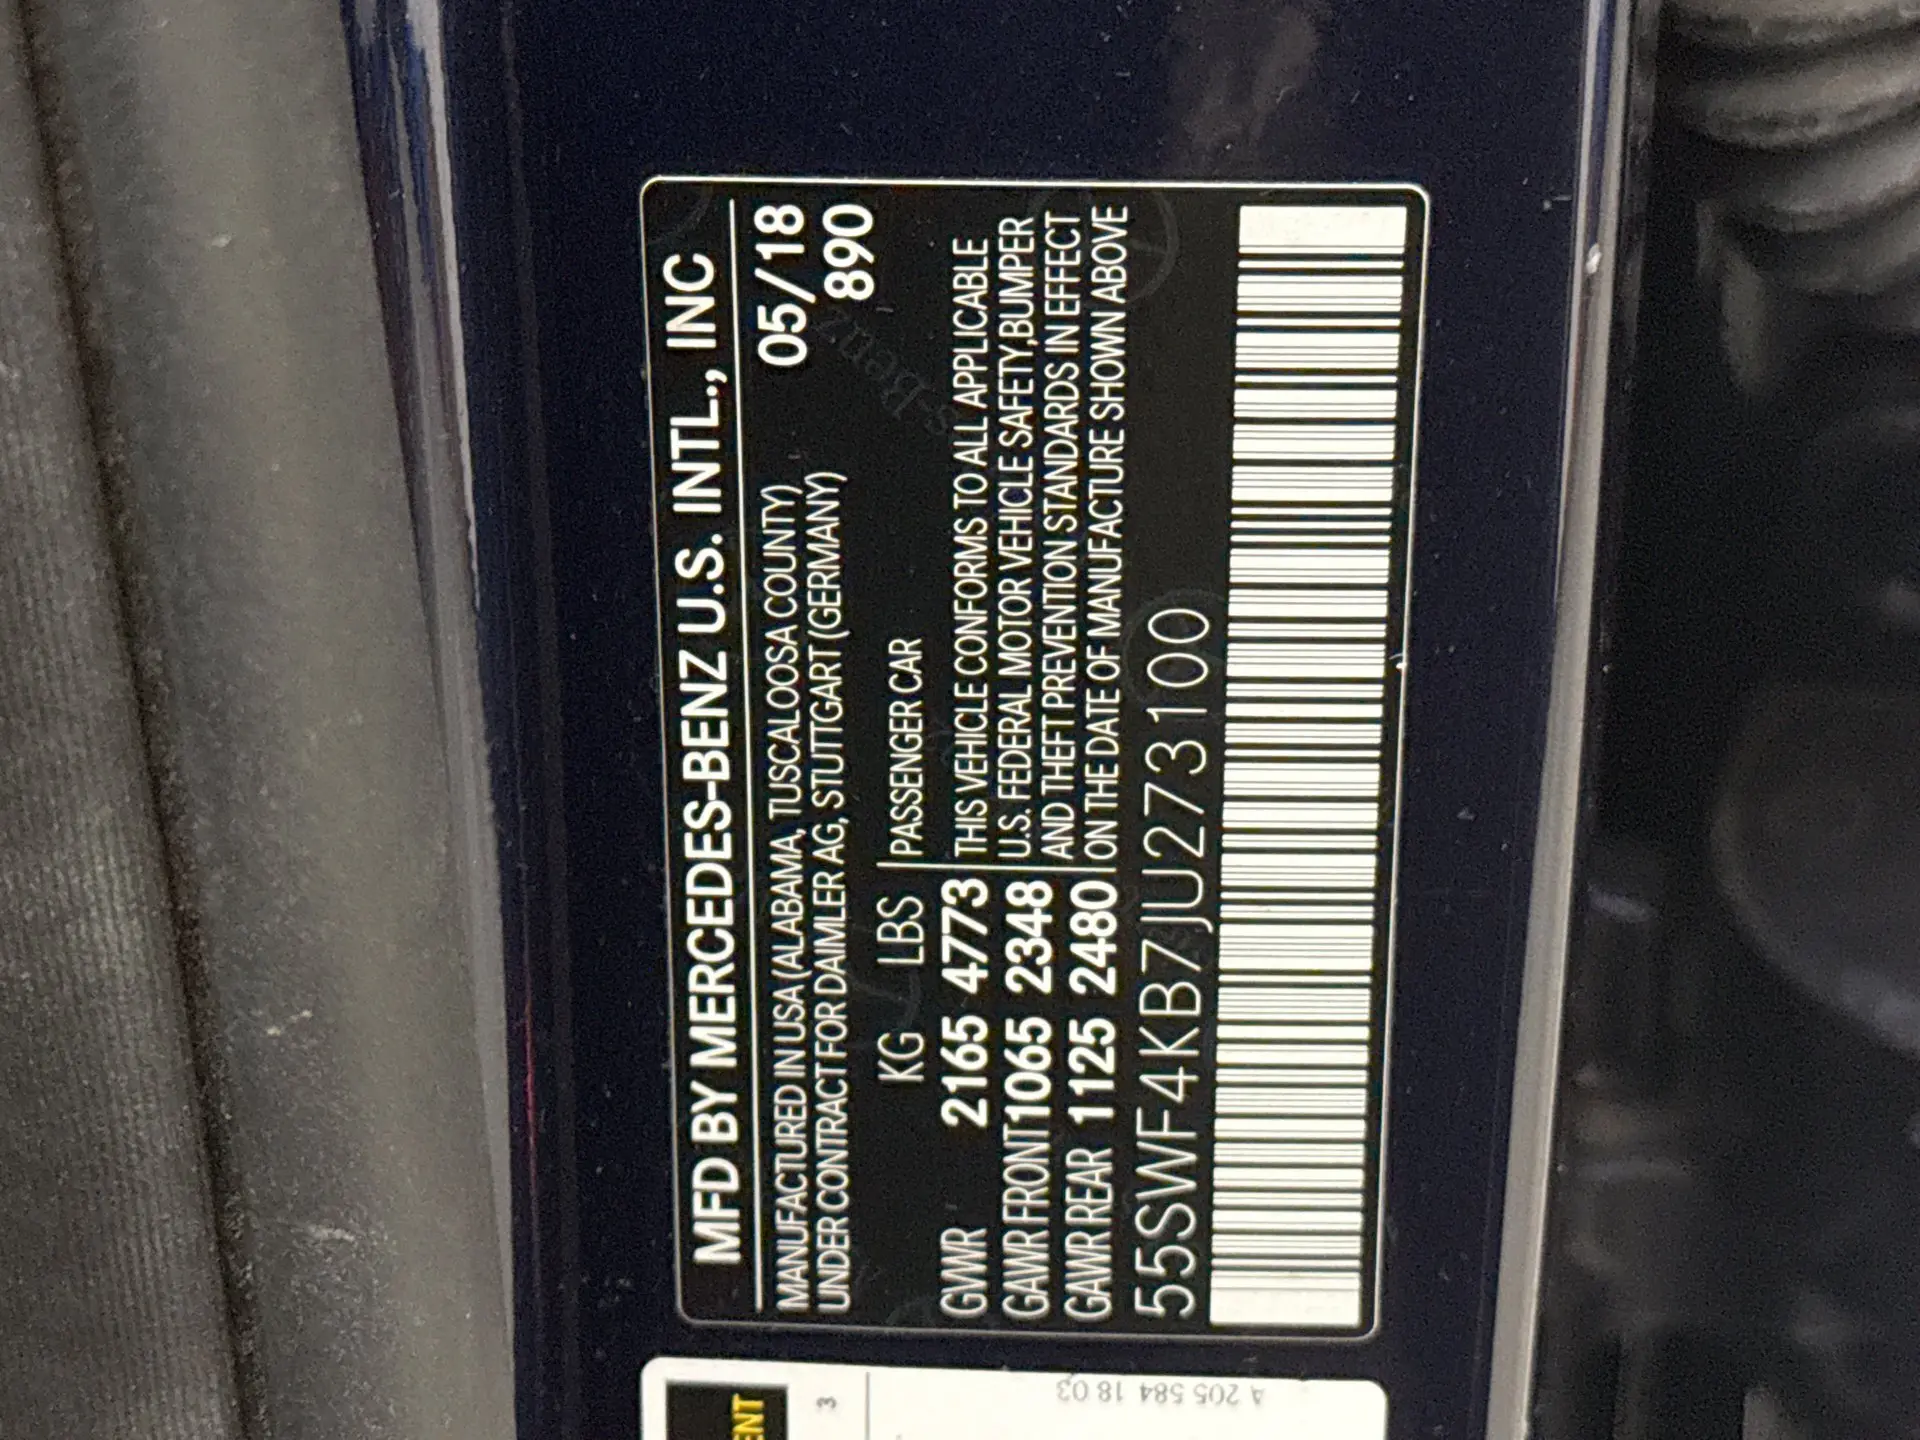 MFD BY MERCEDES-BENZ U.S. INTL., INC
MANUFACTURED IN USA (ALABAMA, TUSCALOOSA COUNTY) 05/18
UNDER CONTRACT FOR DAIMLER AG, STUTTGART (GERMANY) 890
KG LBS PASSENGER CAR
GVWR 2165 4773 THIS VEHICLE CONFORMS TO ALL APPLICABLE
GAWR FRONT 1065 2348 U.S. FEDERAL MOTOR VEHICLE SAFETY,BUMPER
AND THEFT PREVENTION STANDARDS IN EFFECT
GAWR REAR 1125 2480 ON THE DATE OF MANUFACTURE SHOWN ABOVE
55SWF4KB7JU273100
ENT
3
A 205 584 18 03